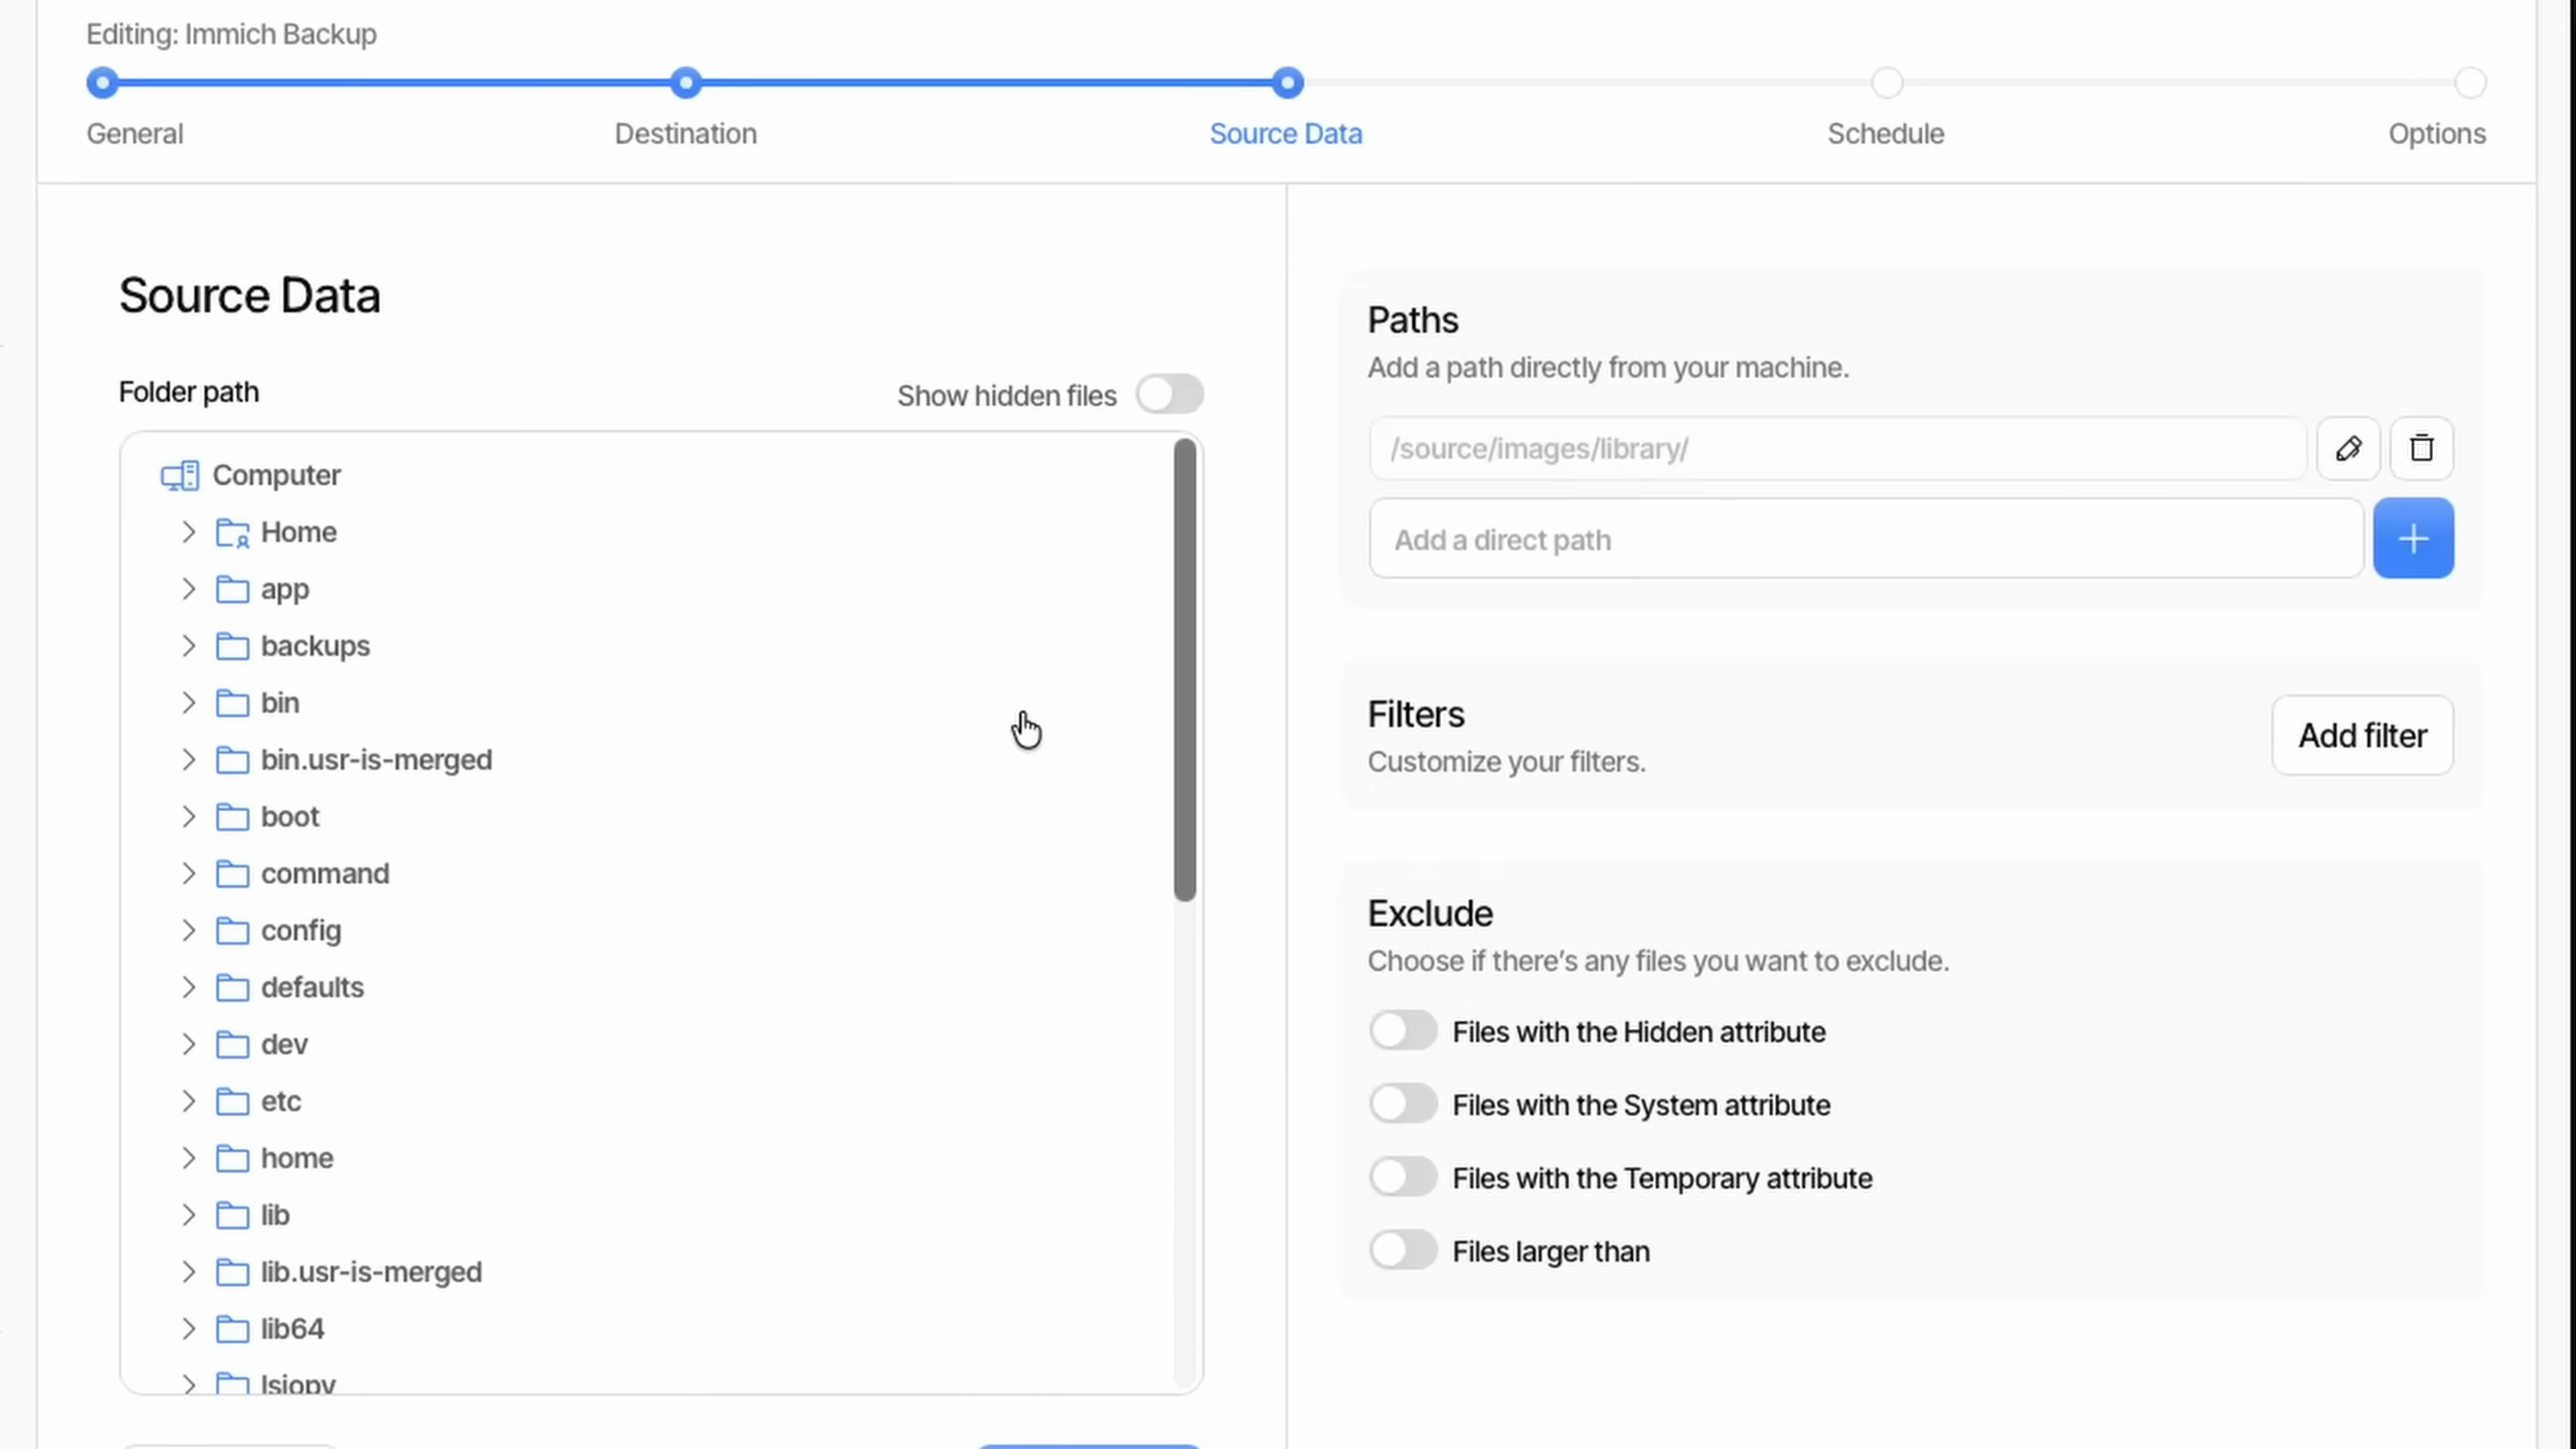 Editing: Immich Backup
General
Destination
Source Data
Schedule
Options
Source Data
Folder path
Show hidden files
Computer
Home
app
backups
bin
bin.usr-is-merged
boot
command
config
defaults
dev
etc
home
lib
lib.usr-is-merged
lib64
lsiopy
Paths
Add a path directly from your machine.
/source/images/library/
Add a direct path
Filters
Customize your filters.
Add filter
Exclude
Choose if there's any files you want to exclude.
Files with the Hidden attribute
Files with the System attribute
Files with the Temporary attribute
Files larger than